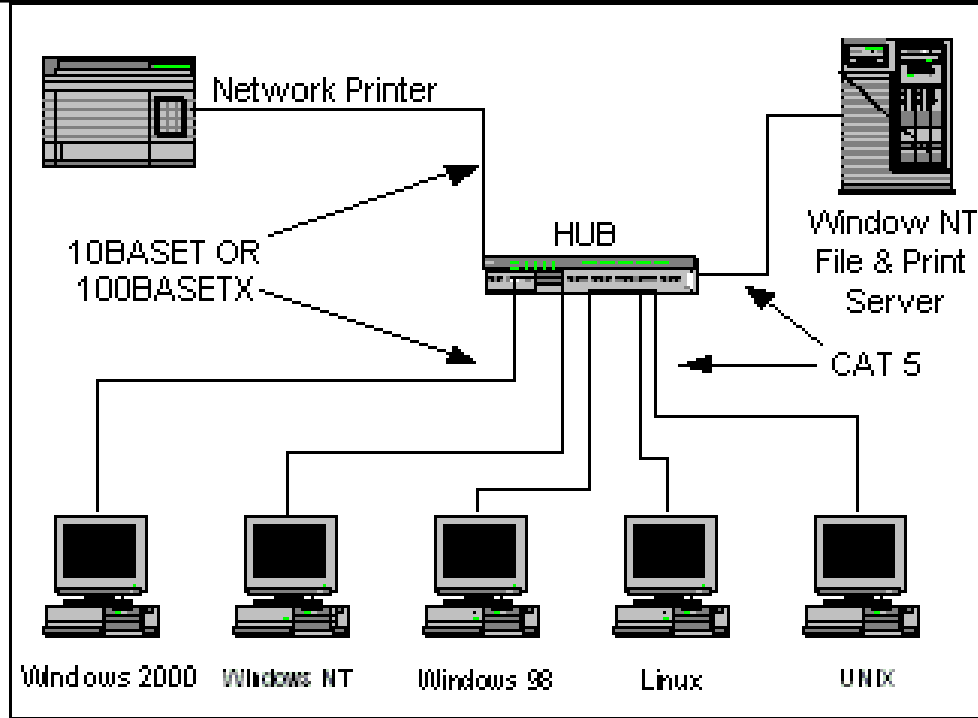 Network Printer
HUB
Window NT
File & Print
Server
10BASET OR
100BASETX
CAT 5
Windows 2000
Windows NT
Windows 98
Linux
UNIX